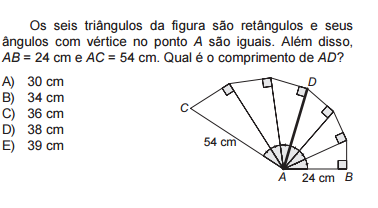 Os seis triângulos da figura são retângulos e seus
ângulos com vértice no ponto A são iguais. Além disso,
AB = 24 cm e AC = 54 cm. Qual é o comprimento de AD?
A) 30 cm
B) 34 cm
C) 36 cm
D) 38 cm
E) 39 cm
D
C
54 cm
A
24 cm
B